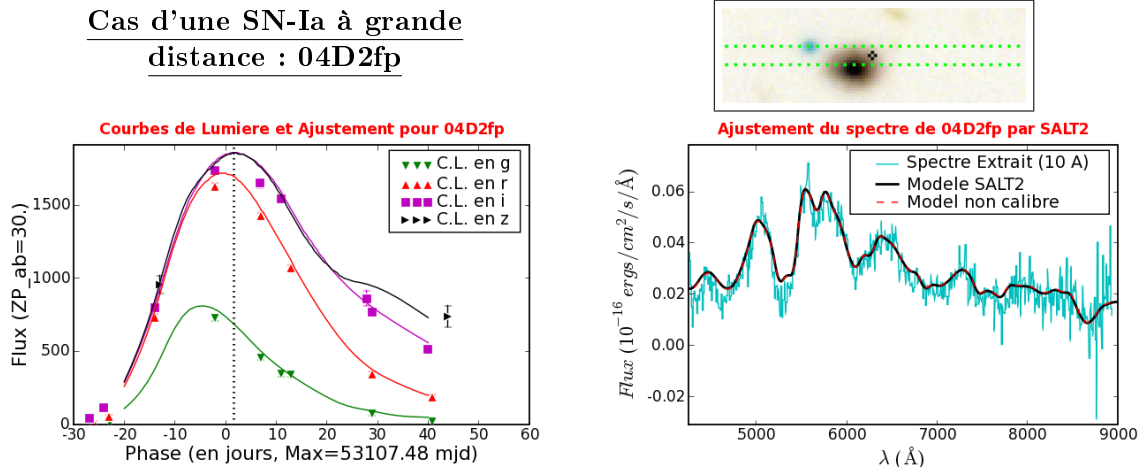 Cas d'une SN-Ia à grande
distance : 04D2fp
Courbes de Lumiere et Ajustement pour 04D2fp
Flux (ZP_ab=30.)
1500
1000
500
0
-30 -20 -10 0 10 20 30 40 50 60
Phase (en jours, Max=53107.48 mjd)
C.L. en g
C.L. en r
C.L. en i
C.L. en z
Ajustement du spectre de 04D2fp par SALT2
Flux (10⁻¹⁶ ergs/cm²/s/Å)
0.06
0.04
0.02
0.00
-0.02
5000 6000 7000 8000 9000
λ (Å)
Spectre Extrait (10 A)
Modele SALT2
Model non calibre